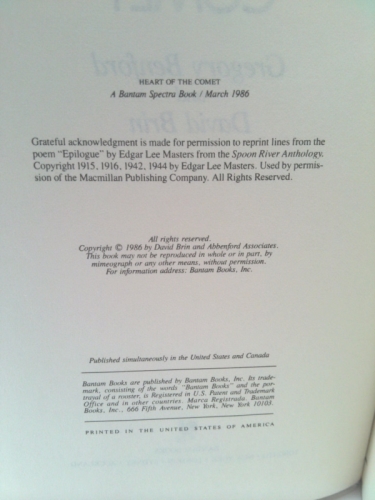 HEART OF THE COMET
A Bantam Spectra Book / March 1986
Grateful acknowledgment is made for permission to reprint lines from the
poem “Epilogue” by Edgar Lee Masters from the Spoon River Anthology.
Copyright 1915, 1916, 1942, 1944 by Edgar Lee Masters. Used by permis-
sion of the Macmillan Publishing Company. All Rights Reserved.
All rights reserved.
Copyright © 1986 by David Brin and Abbenford Associates.
This book may not be reproduced in whole or in part, by
mimeograph or any other means, without permission.
For information address: Bantam Books, Inc.
Published simultaneously in the United States and Canada
Bantam Books are published by Bantam Books, Inc. Its trade-
mark, consisting of the words "Bantam Books" and the por-
trayal of a rooster, is Registered in U.S. Patent and Trademark
Office and in other countries. Marca Registrada. Bantam
Books, Inc., 666 Fifth Avenue, New York, New York 10103.
PRINTED IN THE UNITED STATES OF AMERICA